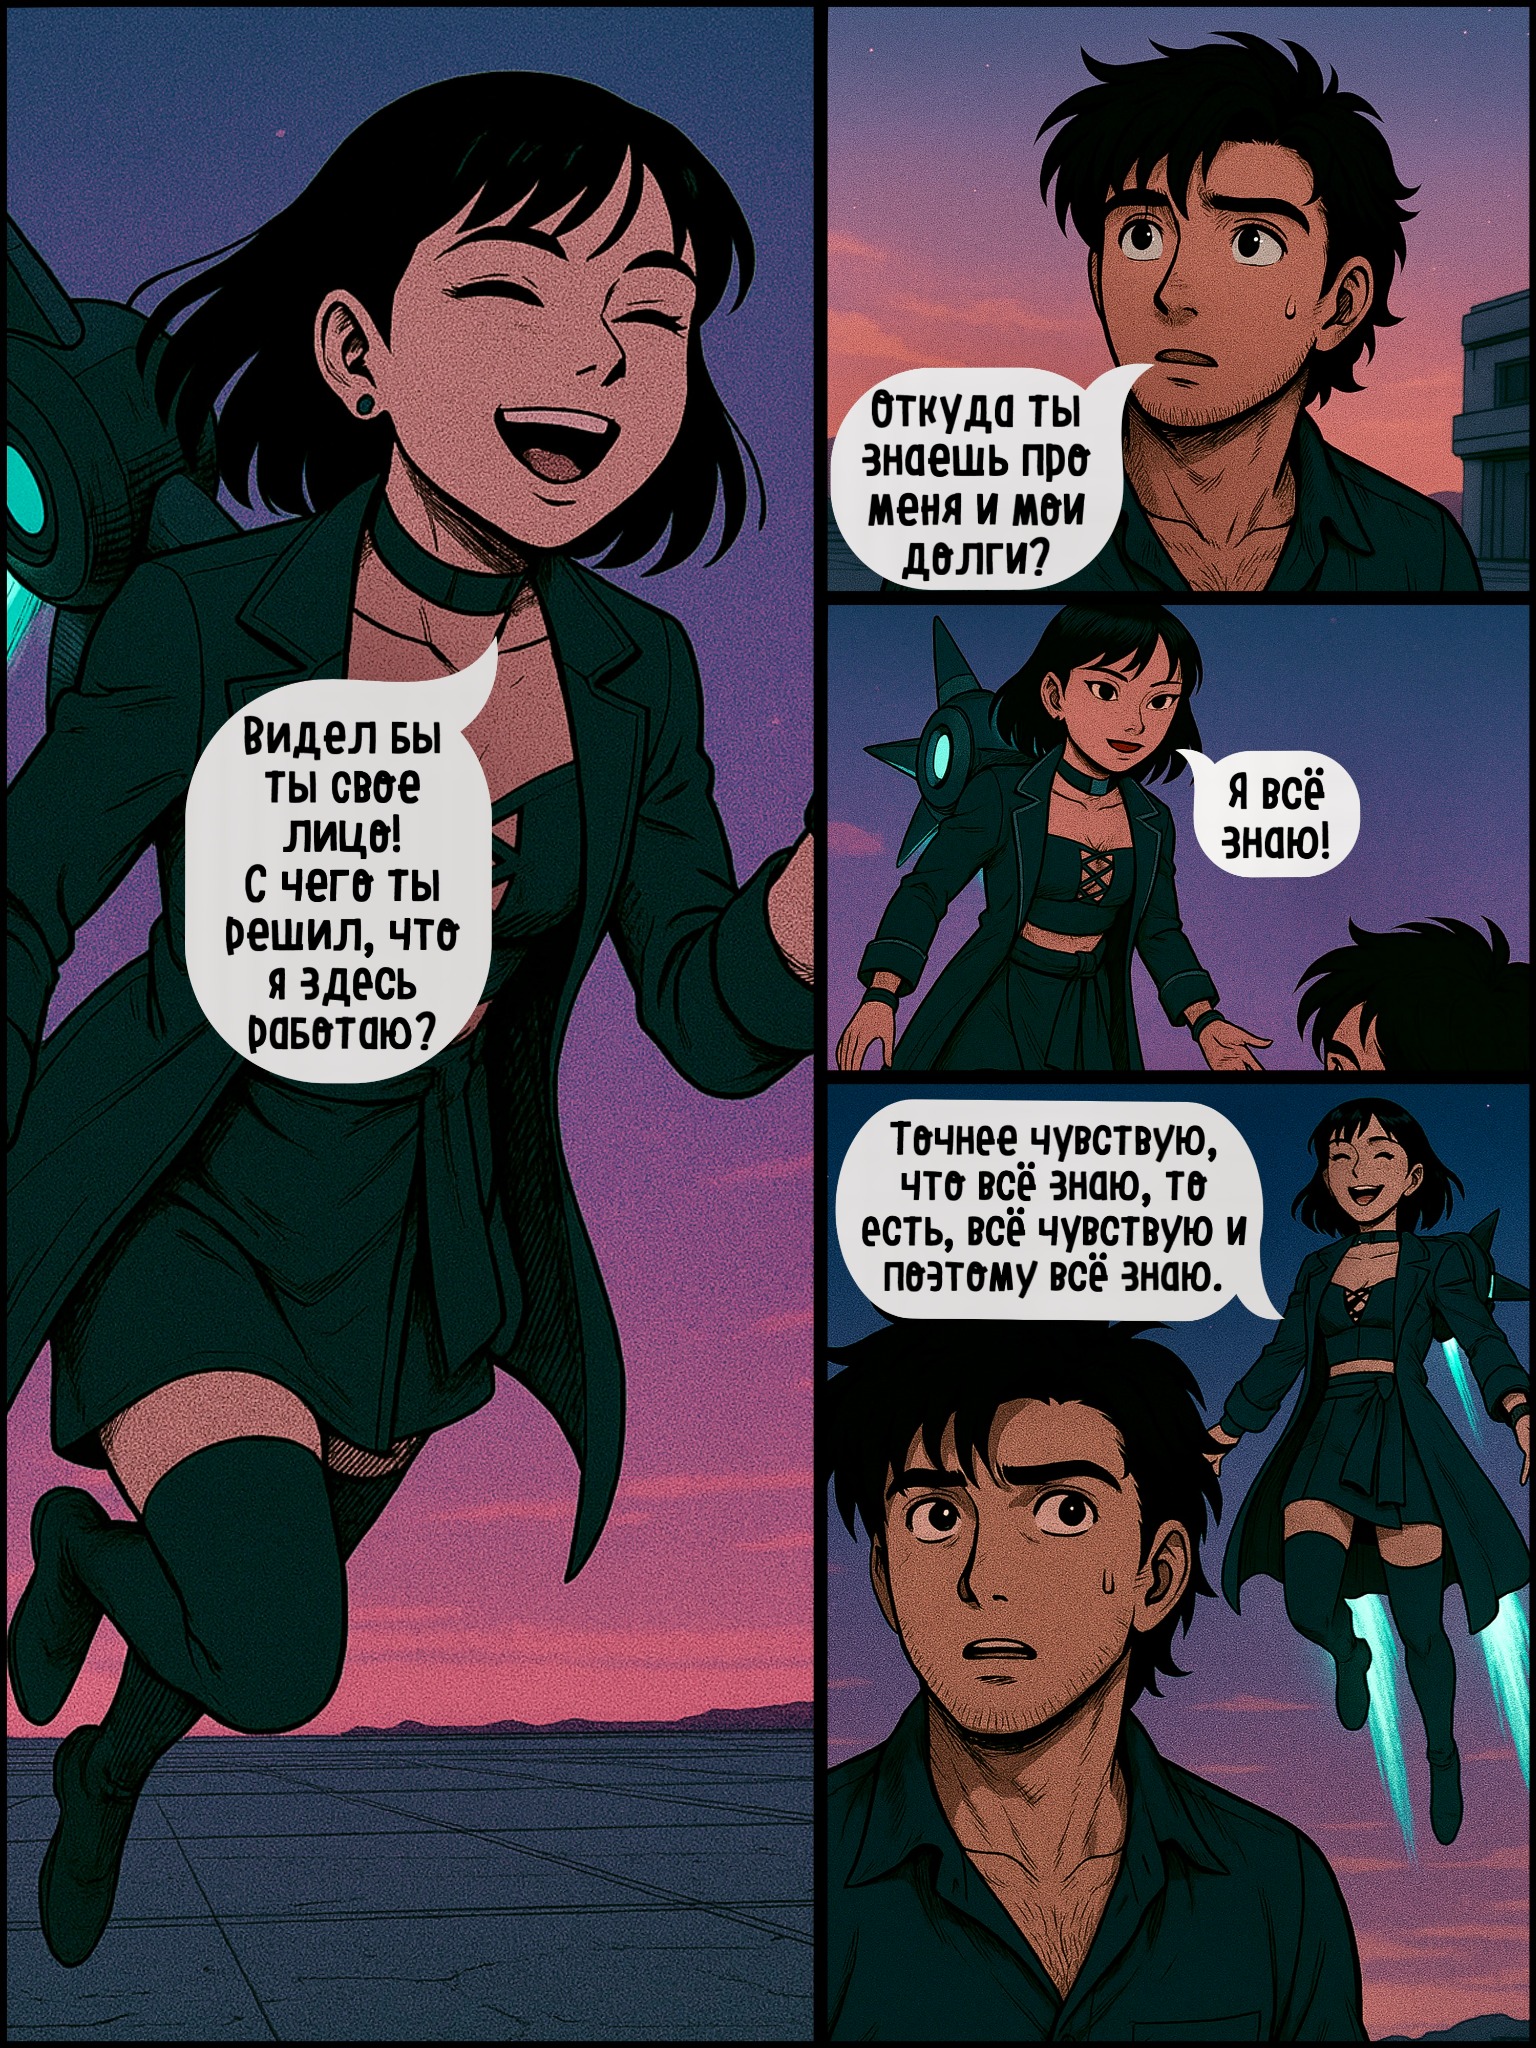 Видел бы
ты свое
лицо!
С чего ты
решил, что
я здесь
работаю?
Откуда ты
знаешь про
меня и мои
долги?
Я всё
знаю!
Точнее чувствую,
что всё знаю, то
есть, всё чувствую и
поэтому всё знаю.